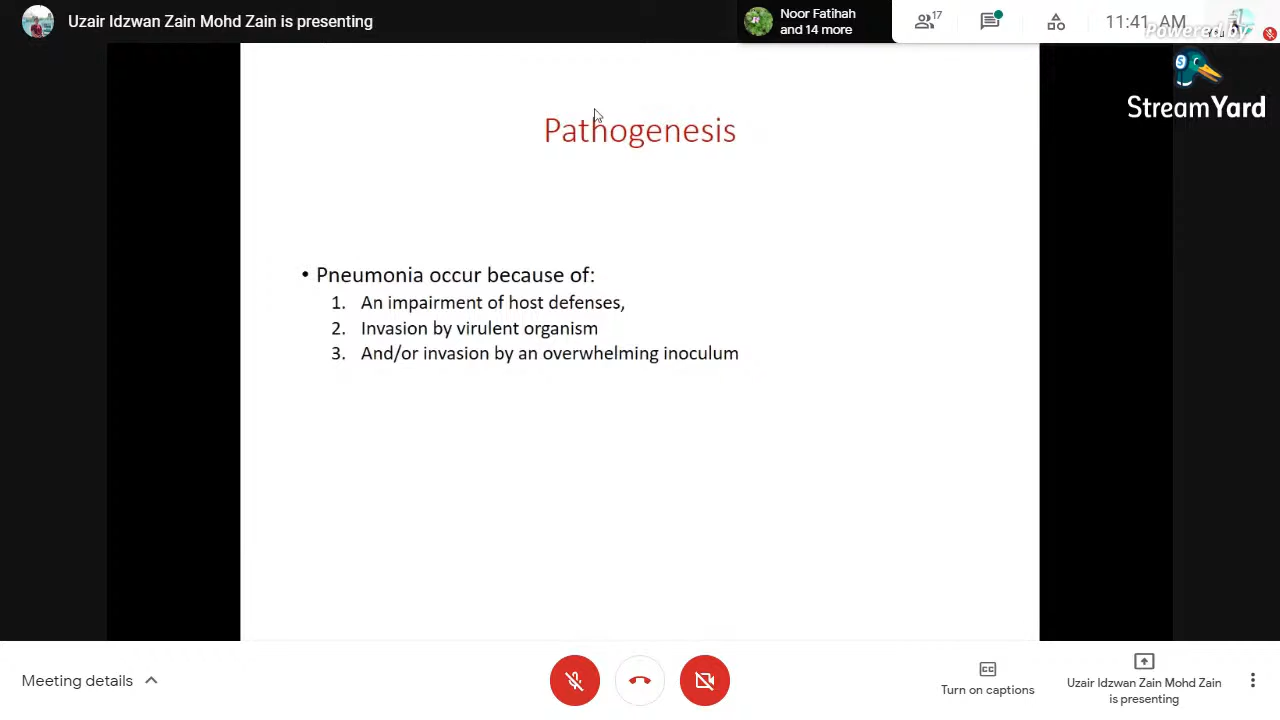 Uzair Idzwan Zain Mohd Zain is presenting
Noor Fatihah
and 14 more
17
11:41 AM
Powered by
You
S
StreamYard
Pathogenesis
• Pneumonia occur because of:
1. An impairment of host defenses,
2. Invasion by virulent organism
3. And/or invasion by an overwhelming inoculum
Meeting details
CC
Turn on captions
Uzair Idzwan Zain Mohd Zain
is presenting